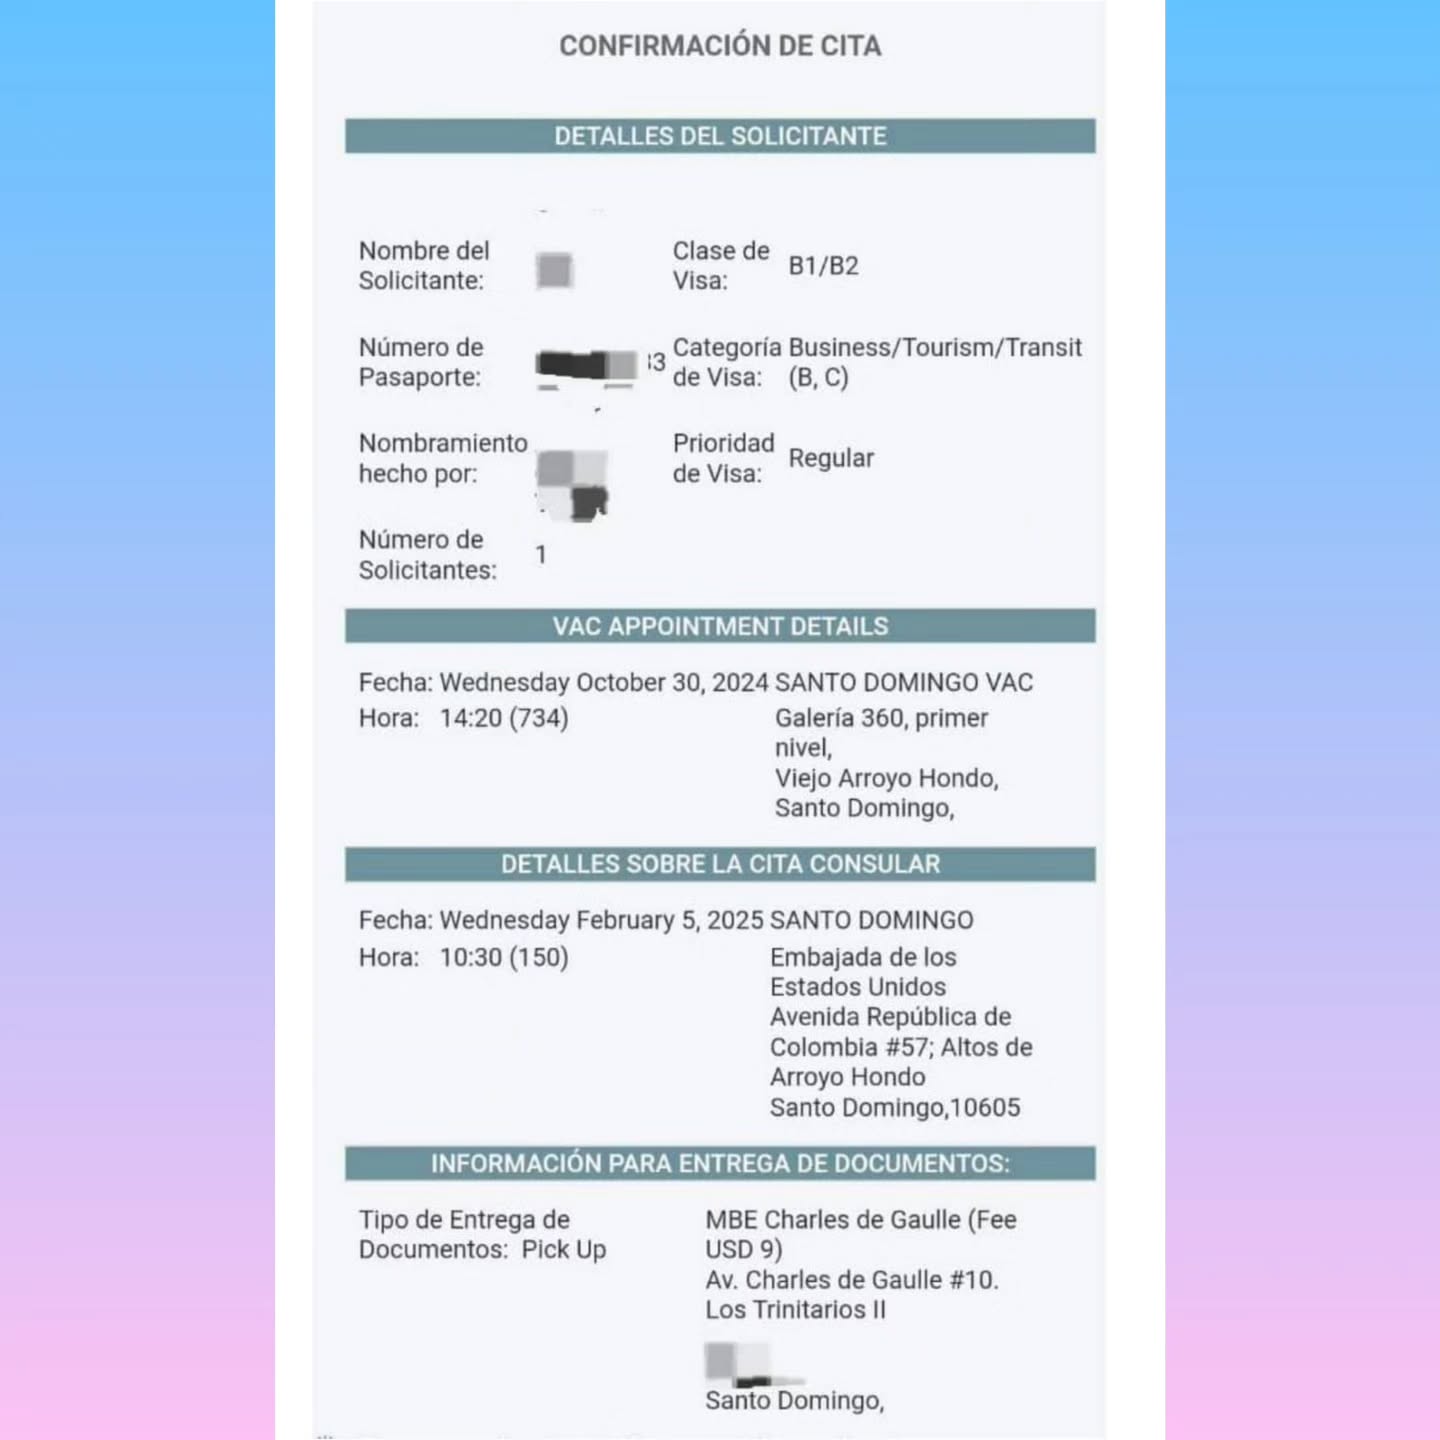 CONFIRMACIÓN DE CITA
DETALLES DEL SOLICITANTE
Nombre del Solicitante:
Clase de Visa: B1/B2
Número de Pasaporte: 33
Categoría de Visa: Business/Tourism/Transit (B, C)
Nombramiento hecho por:
Prioridad de Visa: Regular
Número de Solicitantes: 1
VAC APPOINTMENT DETAILS
Fecha: Wednesday October 30, 2024 SANTO DOMINGO VAC
Hora: 14:20 (734)
Galería 360, primer
nivel,
Viejo Arroyo Hondo,
Santo Domingo,
DETALLES SOBRE LA CITA CONSULAR
Fecha: Wednesday February 5, 2025 SANTO DOMINGO
Hora: 10:30 (150)
Embajada de los
Estados Unidos
Avenida República de
Colombia #57; Altos de
Arroyo Hondo
Santo Domingo,10605
INFORMACIÓN PARA ENTREGA DE DOCUMENTOS:
Tipo de Entrega de
Documentos: Pick Up
MBE Charles de Gaulle (Fee
USD 9)
Av. Charles de Gaulle #10.
Los Trinitarios II
Santo Domingo,